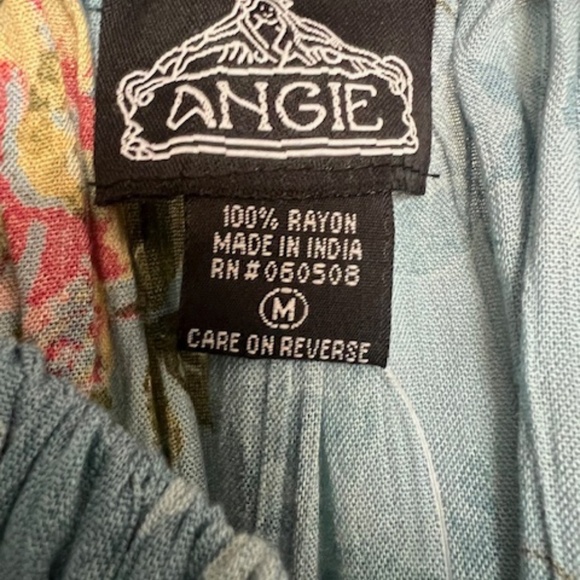 ANGIE
100% RAYON
MADE IN INDIA
RN#060508
M
CARE ON REVERSE